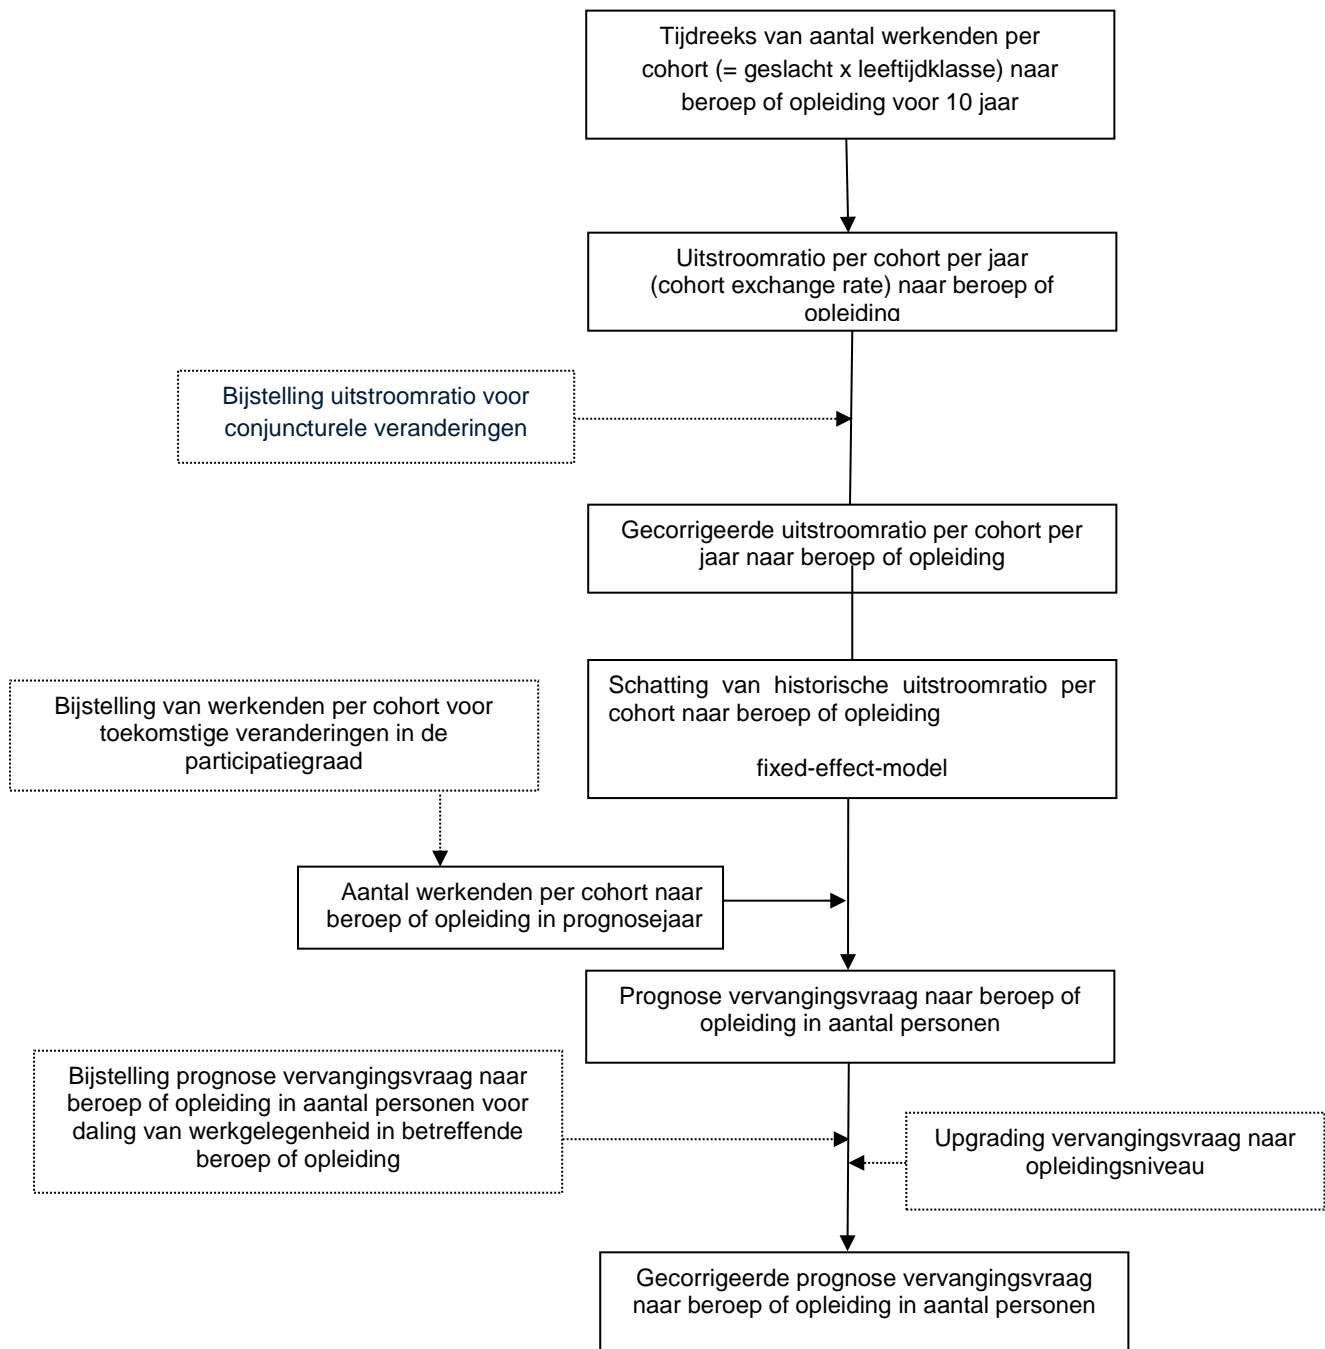 Tijdreeks van aantal werkenden per
cohort (= geslacht x leeftijdklasse) naar
beroep of opleiding voor 10 jaar
Uitstroomratio per cohort per jaar
(cohort exchange rate) naar beroep of
opleiding
Bijstelling uitstroomratio voor
conjuncturele veranderingen
Gecorrigeerde uitstroomratio per cohort per
jaar naar beroep of opleiding
Schatting van historische uitstroomratio per
cohort naar beroep of opleiding
fixed-effect-model
Bijstelling van werkenden per cohort voor
toekomstige veranderingen in de
participatiegraad
Aantal werkenden per cohort naar
beroep of opleiding in prognosejaar
Prognose vervangingsvraag naar beroep of
opleiding in aantal personen
Bijstelling prognose vervangingsvraag naar
beroep of opleiding in aantal personen voor
daling van werkgelegenheid in betreffende
beroep of opleiding
Upgrading vervangingsvraag naar
opleidingsniveau
Gecorrigeerde prognose vervangingsvraag
naar beroep of opleiding in aantal personen